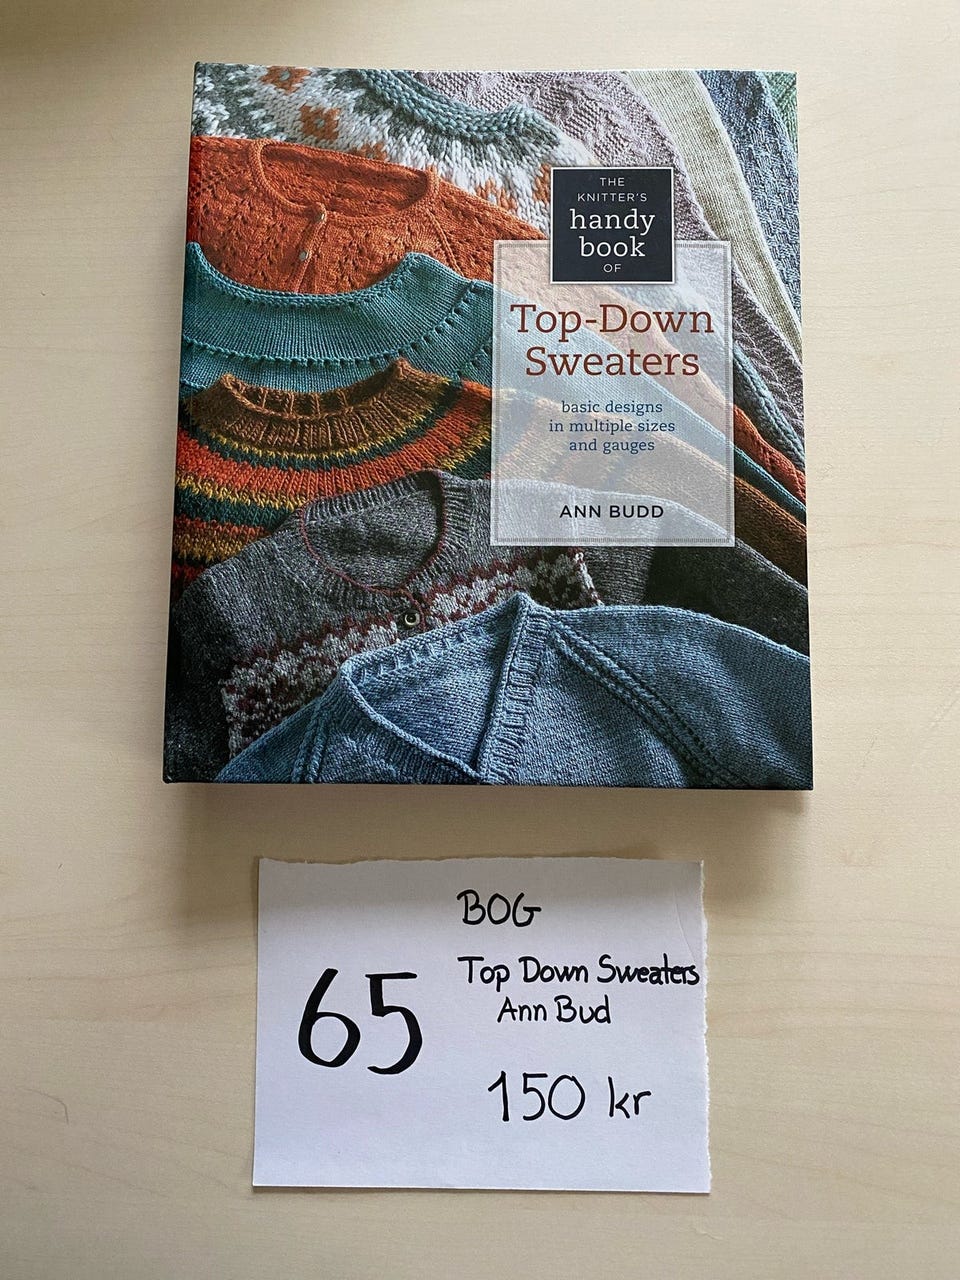 THE
KNITTER'S
handy
book
OF
Top-Down
Sweaters
basic designs
in multiple sizes
and gauges
ANN BUDD
BOG
65
Top Down Sweaters
Ann Bud
150 kr